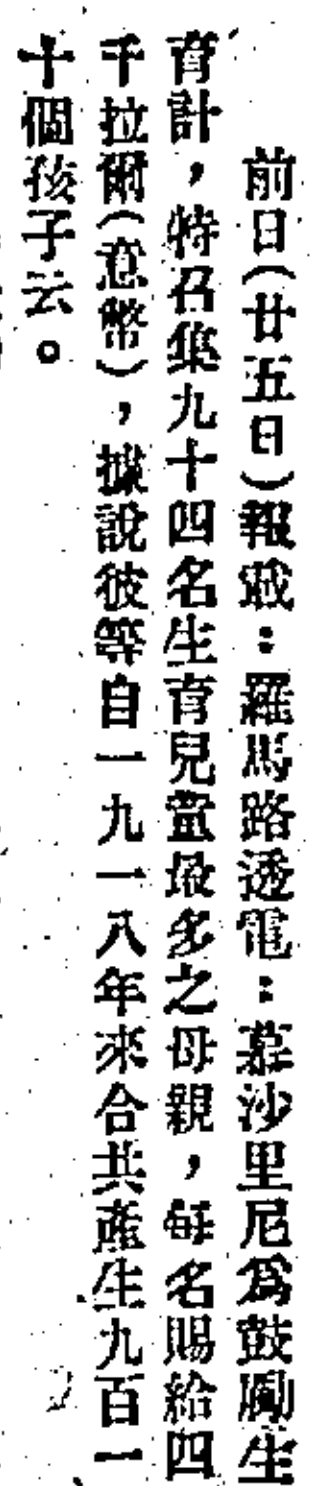 前日(廿五日)報載：羅馬路透電：慕沙里尼爲鼓勵生
育計，特召集九十四名生育兒童最多之母親，每名賜給四
千拉爾(意幣)，據說彼等自一九一八年來合共產生九百一
十個孩子云。